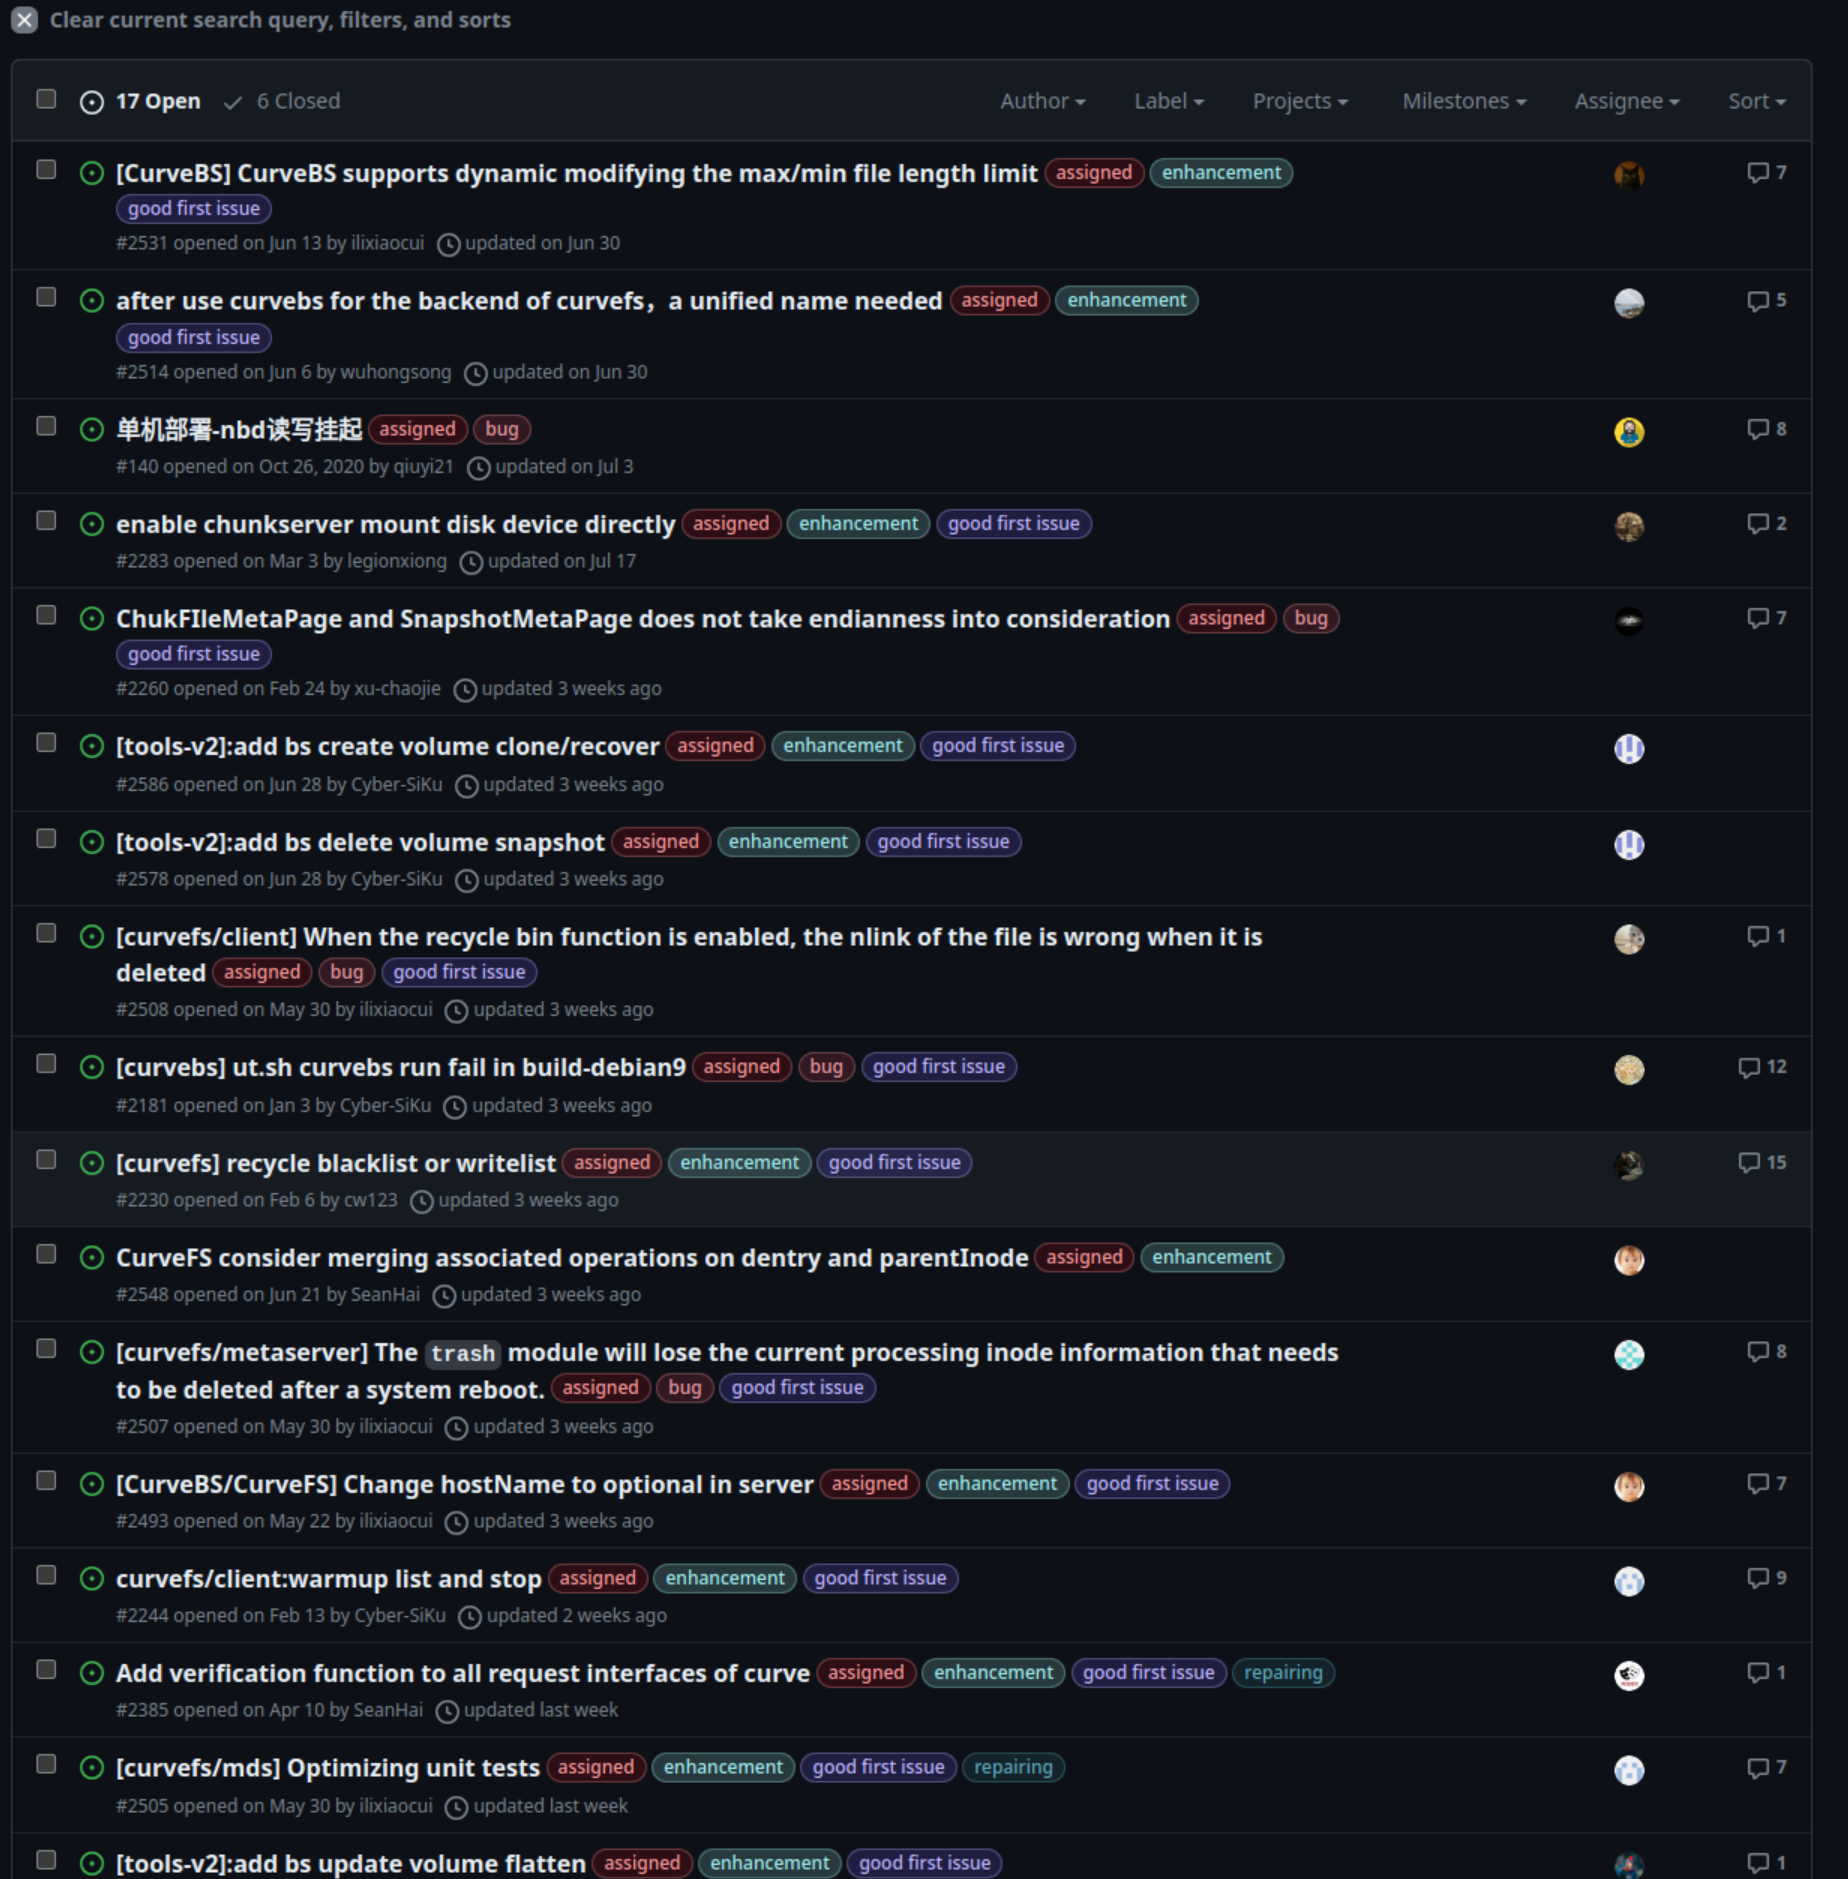 Clear current search query, filters, and sorts
17 Open 6 Closed Author Label Projects Milestones Assignee Sort
[CurveBS] CurveBS supports dynamic modifying the max/min file length limit assigned enhancement 7
good first issue
#2531 opened on Jun 13 by ilixiaocui updated on Jun 30
after use curvebs for the backend of curvefs，a unified name needed assigned enhancement 5
good first issue
#2514 opened on Jun 6 by wuhongsong updated on Jun 30
单机部署-nbd读写挂起 assigned bug 8
#140 opened on Oct 26, 2020 by qiuyi21 updated on Jul 3
enable chunkserver mount disk device directly assigned enhancement good first issue 2
#2283 opened on Mar 3 by legionxiong updated on Jul 17
ChukFIleMetaPage and SnapshotMetaPage does not take endianness into consideration assigned bug 7
good first issue
#2260 opened on Feb 24 by xu-chaojie updated 3 weeks ago
[tools-v2]:add bs create volume clone/recover assigned enhancement good first issue
#2586 opened on Jun 28 by Cyber-SiKu updated 3 weeks ago
[tools-v2]:add bs delete volume snapshot assigned enhancement good first issue
#2578 opened on Jun 28 by Cyber-SiKu updated 3 weeks ago
[curvefs/client] When the recycle bin function is enabled, the nlink of the file is wrong when it is 1
deleted assigned bug good first issue
#2508 opened on May 30 by ilixiaocui updated 3 weeks ago
[curvebs] ut.sh curvebs run fail in build-debian9 assigned bug good first issue 12
#2181 opened on Jan 3 by Cyber-SiKu updated 3 weeks ago
[curvefs] recycle blacklist or writelist assigned enhancement good first issue 15
#2230 opened on Feb 6 by cw123 updated 3 weeks ago
CurveFS consider merging associated operations on dentry and parentInode assigned enhancement
#2548 opened on Jun 21 by SeanHai updated 3 weeks ago
[curvefs/metaserver] The trash module will lose the current processing inode information that needs 8
to be deleted after a system reboot. assigned bug good first issue
#2507 opened on May 30 by ilixiaocui updated 3 weeks ago
[CurveBS/CurveFS] Change hostName to optional in server assigned enhancement good first issue 7
#2493 opened on May 22 by ilixiaocui updated 3 weeks ago
curvefs/client:warmup list and stop assigned enhancement good first issue 9
#2244 opened on Feb 13 by Cyber-SiKu updated 2 weeks ago
Add verification function to all request interfaces of curve assigned enhancement good first issue repairing 1
#2385 opened on Apr 10 by SeanHai updated last week
[curvefs/mds] Optimizing unit tests assigned enhancement good first issue repairing 7
#2505 opened on May 30 by ilixiaocui updated last week
[tools-v2]:add bs update volume flatten assigned enhancement good first issue 1